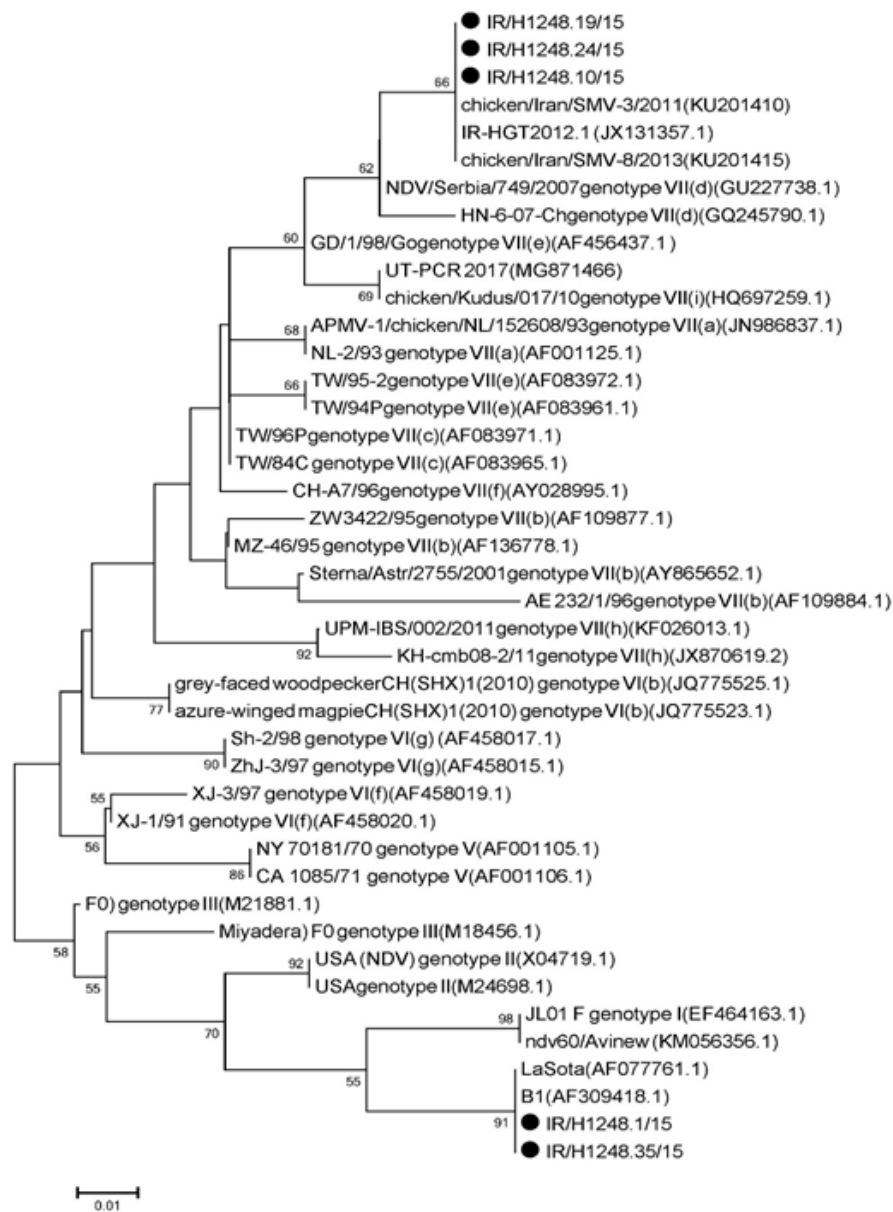 IR/H1248.19/15
IR/H1248.24/15
IR/H1248.10/15
66
chicken/Iran/SMV-3/2011(KU201410)
IR-HGT2012.1(JX131357.1)
chicken/Iran/SMV-8/2013(KU201415)
62
NDV/Serbia/749/2007genotype VII(d)(GU227738.1)
HN-6-07-Chgenotype VII(d)(GQ245790.1)
60
GD/1/98/Gogenotype VII(e)(AF456437.1)
UT-PCR 2017(MG871466)
69
chicken/Kudus/017/10genotype VII(i)(HQ697259.1)
68
APMV-1/chicken/NL/152608/93genotype VII(a)(JN986837.1)
NL-2/93 genotype VII(a)(AF001125.1)
TW/95-2genotype VII(e)(AF083972.1)
66
TW/94Pgenotype VII(e)(AF083961.1)
TW/96Pgenotype VII(c)(AF083971.1)
TW/84C genotype VII(c)(AF083965.1)
CH-A7/96genotype VII(f)(AY028995.1)
ZW3422/95genotype VII(b)(AF109877.1)
MZ-46/95 genotype VII(b)(AF136778.1)
Sterna/Astr/2755/2001genotype VII(b)(AY865652.1)
AE 232/1/96genotype VII(b)(AF109884.1)
UPM-IBS/002/2011genotype VII(h)(KF026013.1)
92
KH-cmb08-2/11genotype VII(h)(JX870619.2)
grey-faced woodpeckerCH(SHX)1(2010) genotype VI(b)(JQ775525.1)
77
azure-winged magpieCH(SHX)1(2010) genotype VI(b)(JQ775523.1)
Sh-2/98 genotype VI(g) (AF458017.1)
90
ZhJ-3/97 genotype VI(g)(AF458015.1)
55
XJ-3/97 genotype VI(f)(AF458019.1)
XJ-1/91 genotype VI(f)(AF458020.1)
56
NY 70181/70 genotype V(AF001105.1)
86
CA 1085/71 genotype V(AF001106.1)
F0) genotype III(M21881.1)
58
Miyadera) F0 genotype III(M18456.1)
55
92
USA (NDV) genotype II(X04719.1)
USAgenotype II(M24698.1)
70
98
JL01 F genotype I(EF464163.1)
ndv60/Avinew (KM056356.1)
55
LaSota(AF077761.1)
B1(AF309418.1)
91
IR/H1248.1/15
IR/H1248.35/15
0.01